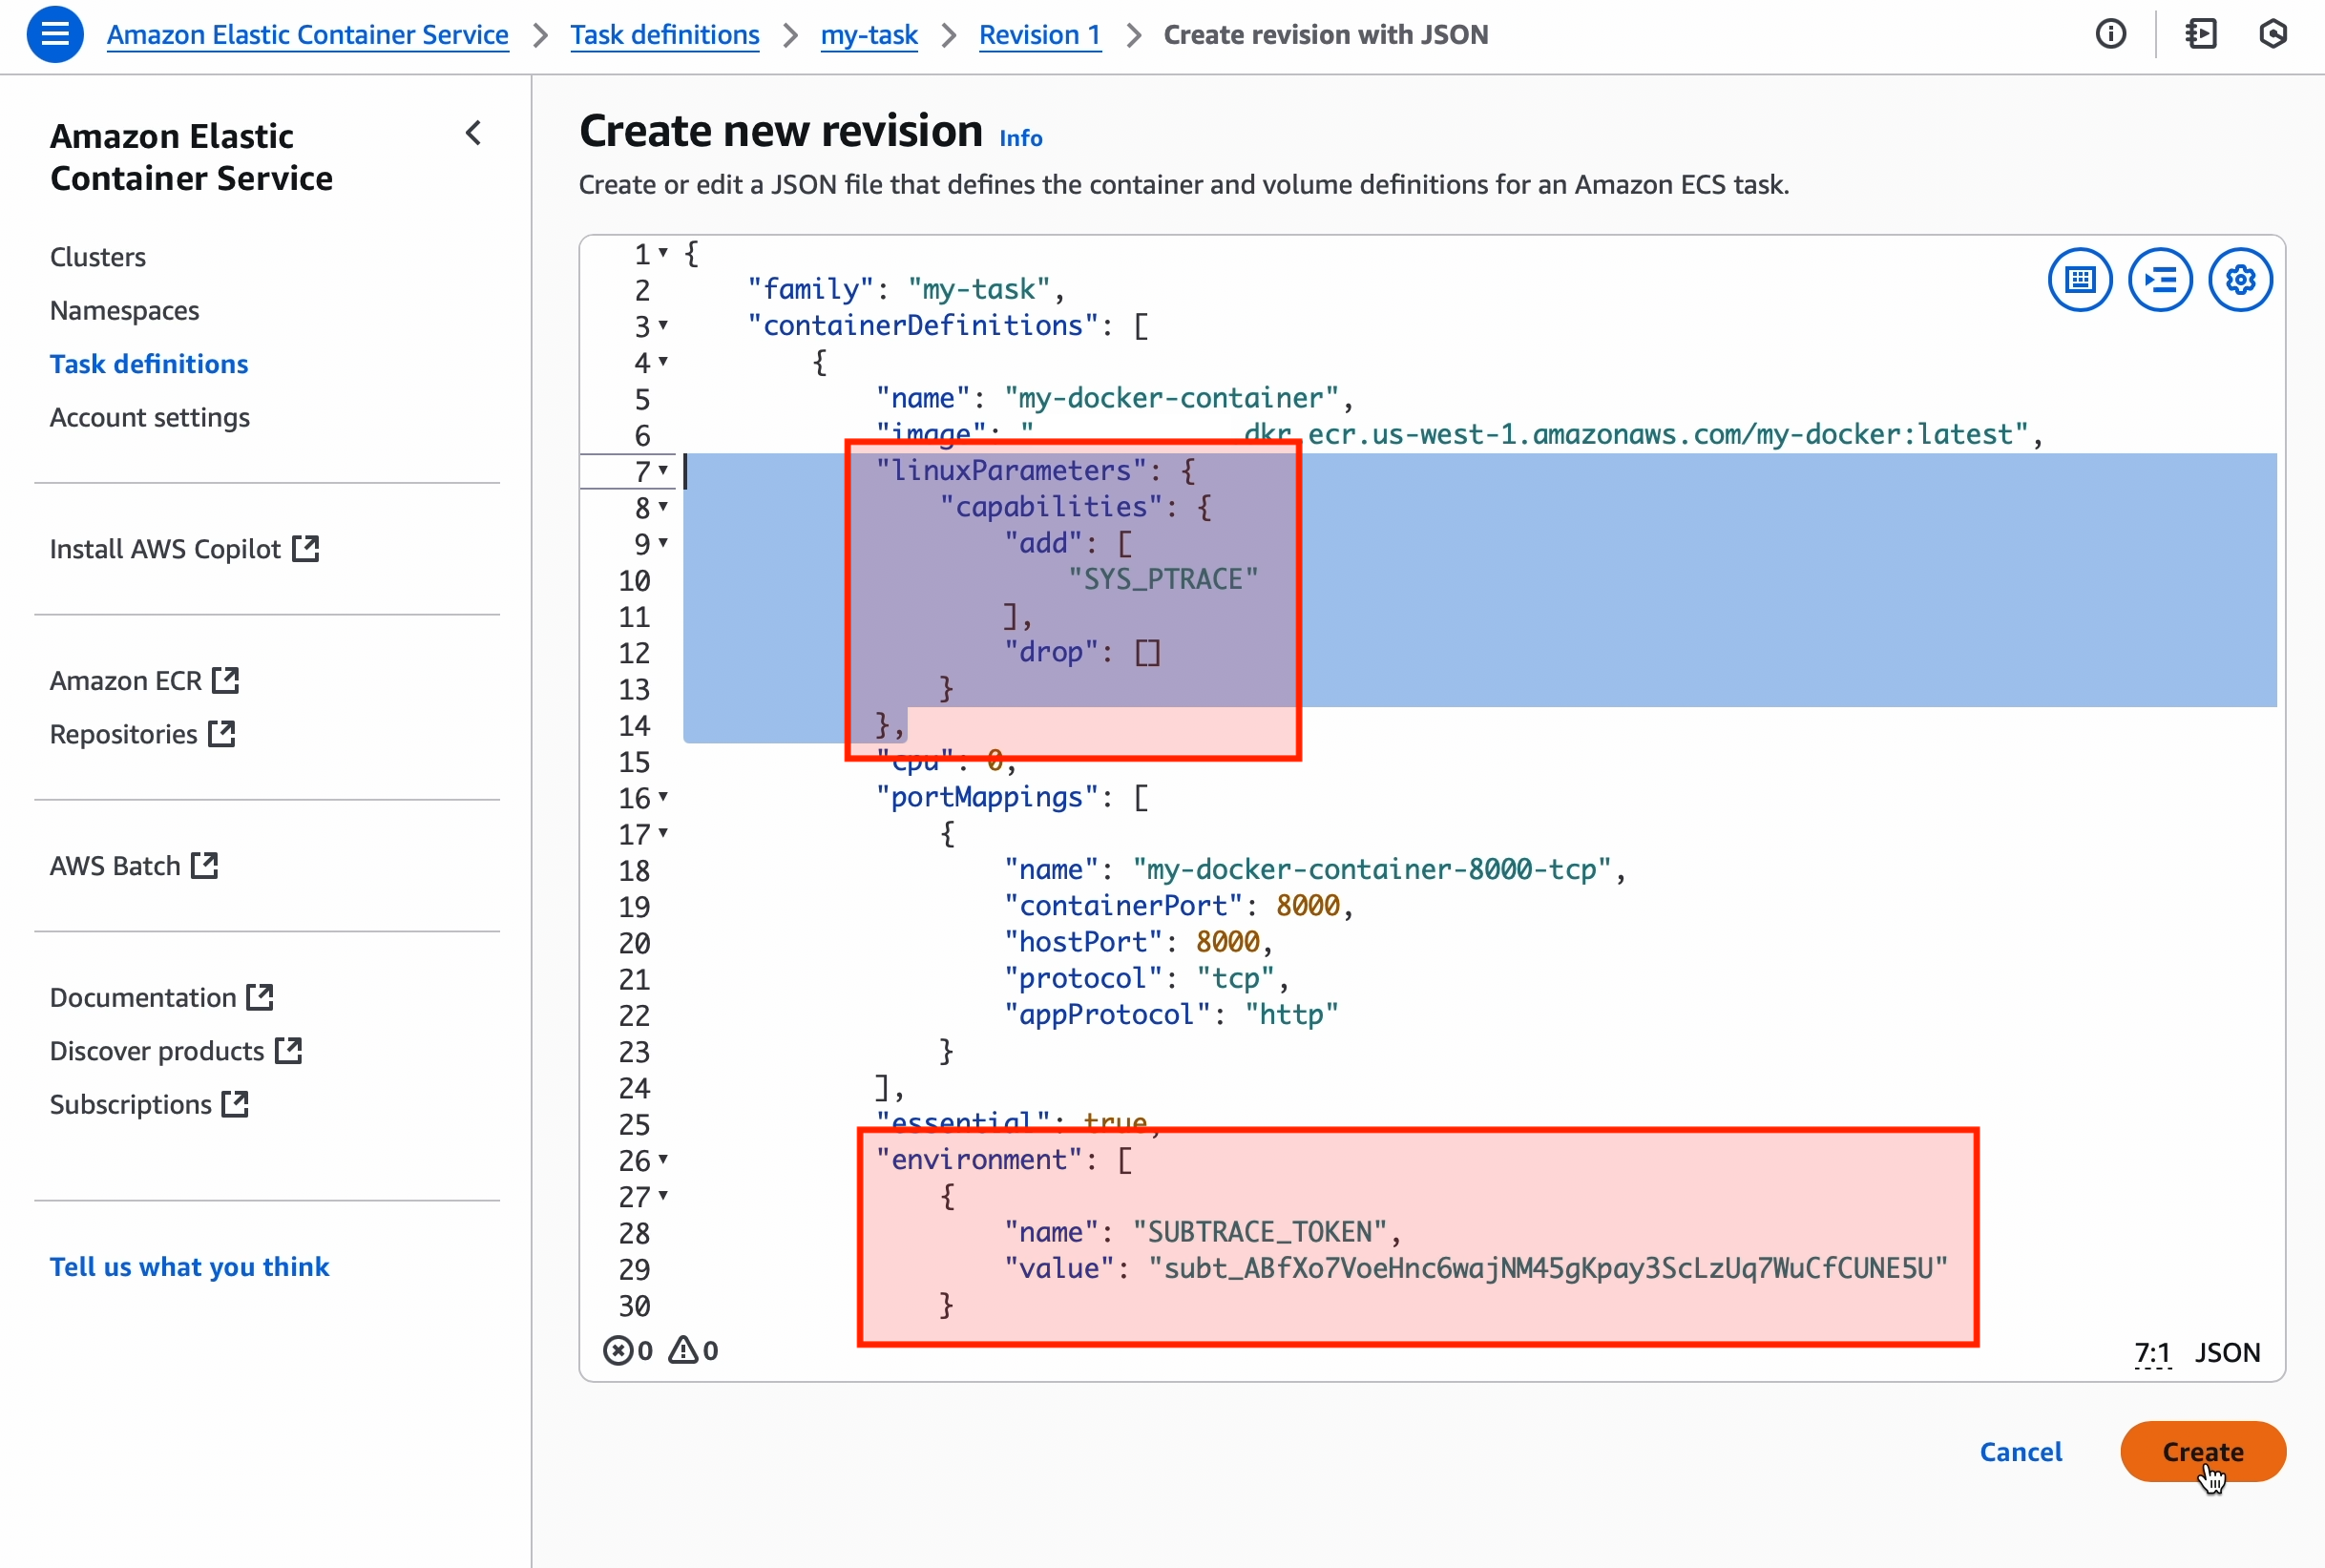 Amazon Elastic Container Service > Task definitions > my-task > Revision 1 > Create revision with JSON
Amazon Elastic
Container Service
Clusters
Namespaces
Task definitions
Account settings
Install AWS Copilot
Amazon ECR
Repositories
AWS Batch
Documentation
Discover products
Subscriptions
Tell us what you think
Create new revision Info
Create or edit a JSON file that defines the container and volume definitions for an Amazon ECS task.
1 {
2 "family": "my-task",
3 "containerDefinitions": [
4 {
5 "name": "my-docker-container",
6 "image": " dkr.ecr.us-west-1.amazonaws.com/my-docker:latest",
7 "linuxParameters": {
8 "capabilities": {
9 "add": [
10 "SYS_PTRACE"
11 ],
12 "drop": []
13 }
14 },
15 "cpu": 0,
16 "portMappings": [
17 {
18 "name": "my-docker-container-8000-tcp",
19 "containerPort": 8000,
20 "hostPort": 8000,
21 "protocol": "tcp",
22 "appProtocol": "http"
23 }
24 ],
25 "essential": true,
26 "environment": [
27 {
28 "name": "SUBTRACE_TOKEN",
29 "value": "subt_ABfXo7VoeHnc6wajNM45gKpay3ScLzUq7WuCfCUNE5U"
30 }
0 0
7:1 JSON
Cancel
Create